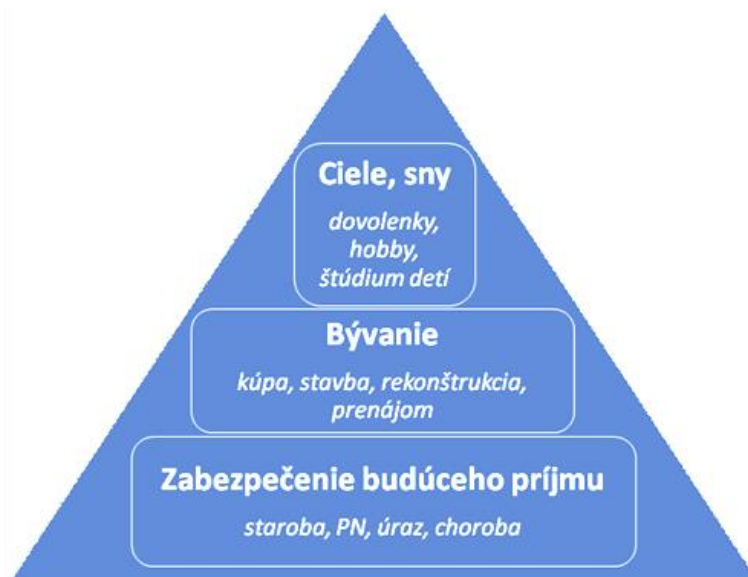 Ciele, sny
dovolenky,
hobby,
štúdium detí
Bývanie
kúpa, stavba, rekonštrukcia,
prenájom
Zabezpečenie budúceho príjmu
staroba, PN, úraz, choroba